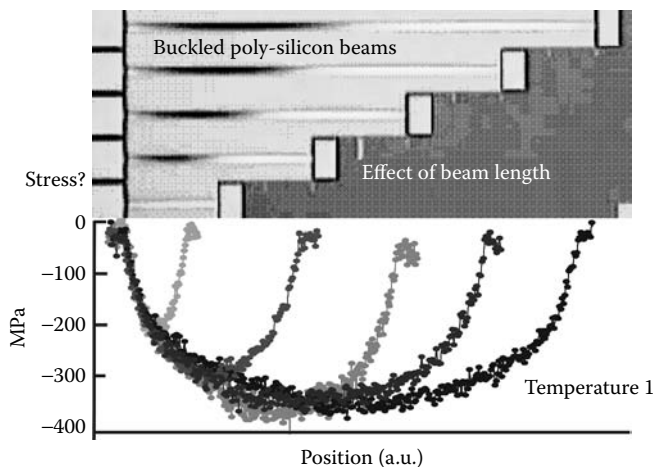 Buckled poly-silicon beams
Effect of beam length
Stress?
0
−100
−200
−300
−400
MPa
Temperature 1
Position (a.u.)